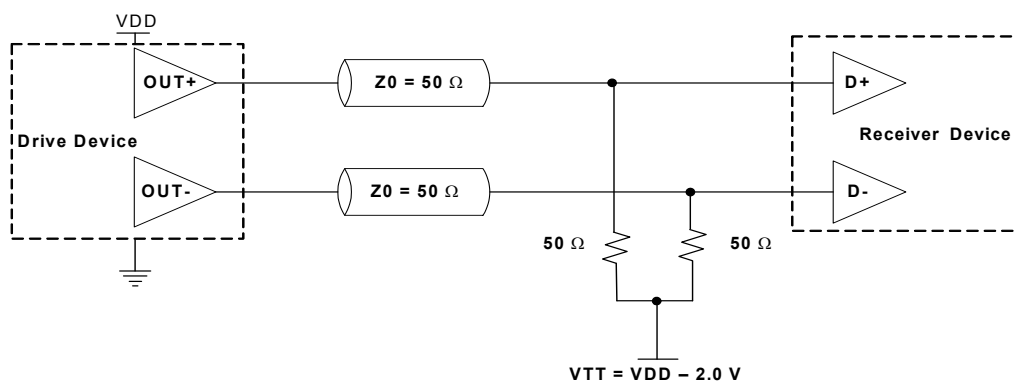 VDD
OUT+
Z0 = 50 Ω
D+
Drive Device
Receiver Device
OUT-
Z0 = 50 Ω
D-
50 Ω
50 Ω
VTT = VDD – 2.0 V